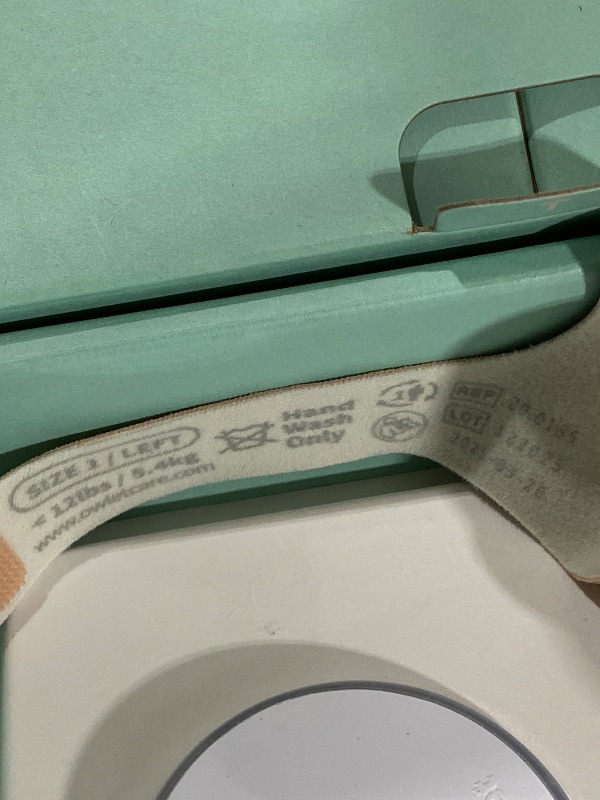 SIZE 1 / LEFT
< 12lbs / 5.4kg
www.owletcare.com
Hand
Wash
Only
REF
LOT